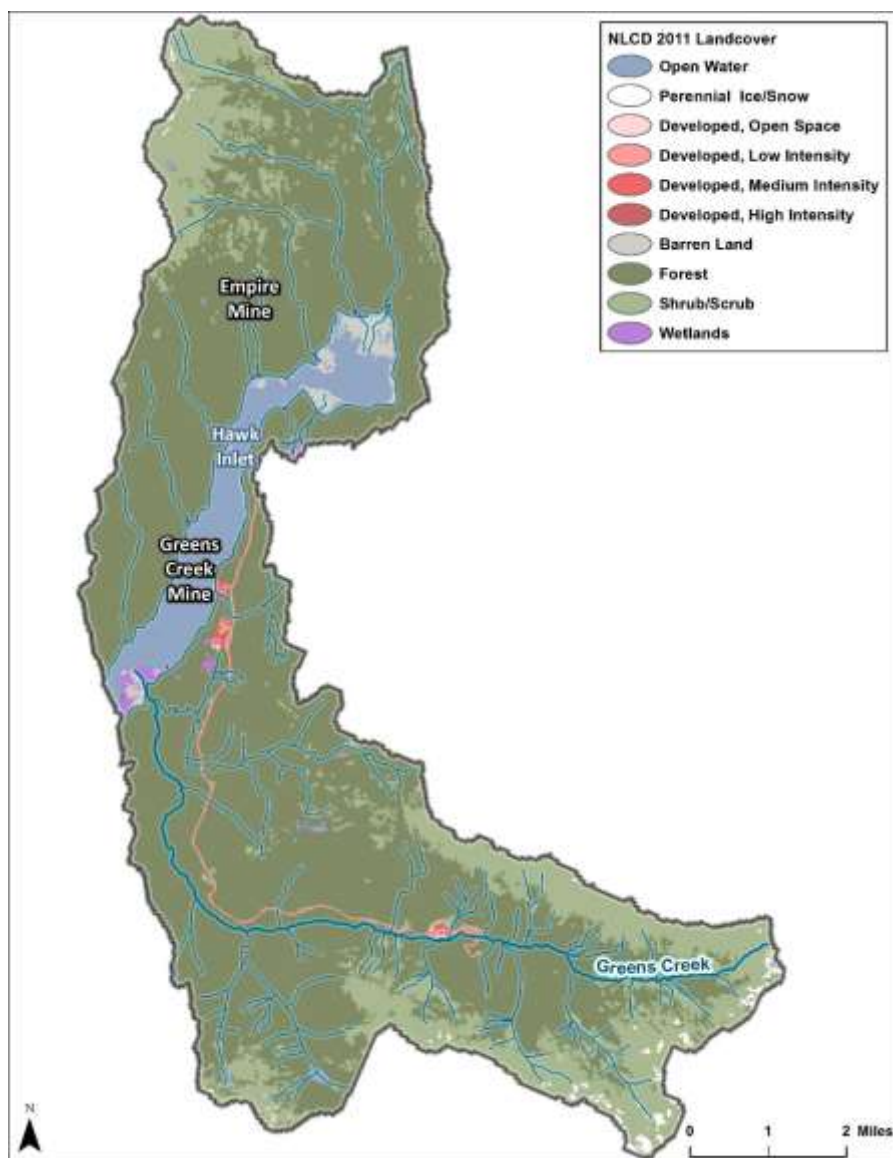 NLCD 2011 Landcover
Open Water
Perennial Ice/Snow
Developed, Open Space
Developed, Low Intensity
Developed, Medium Intensity
Developed, High Intensity
Barren Land
Forest
Shrub/Scrub
Wetlands
Empire
Mine
Hawk
Inlet
Greens
Creek
Mine
Greens Creek
N
0 1 2 Miles